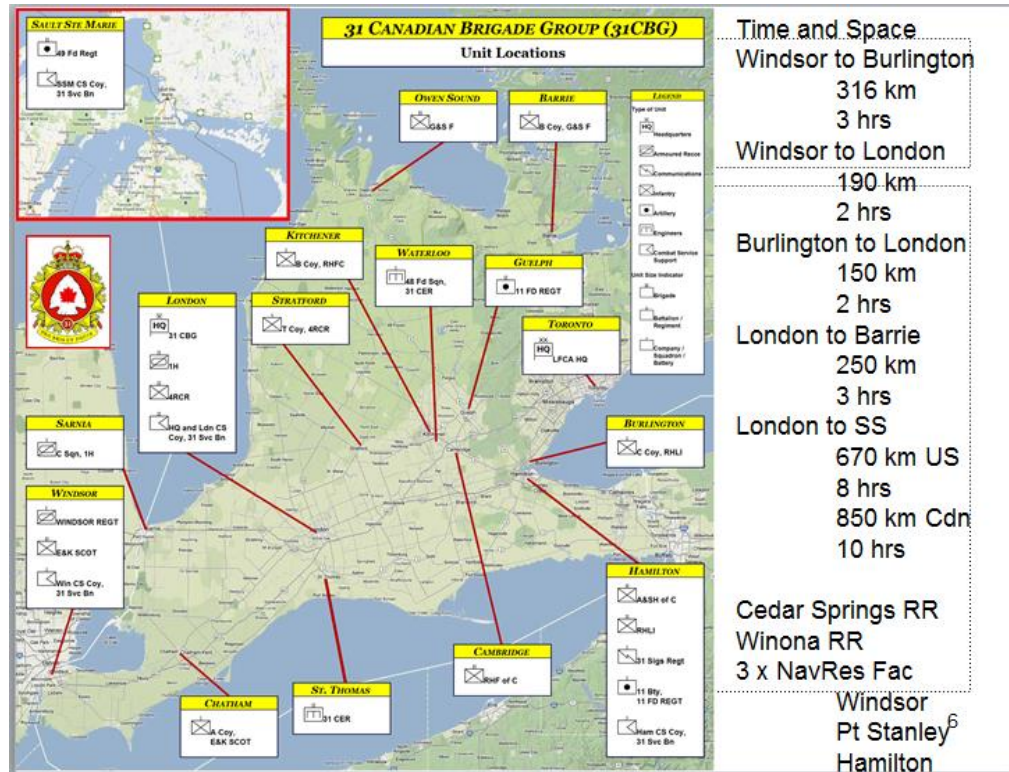 31 CANADIAN BRIGADE GROUP (31CBG)
Unit Locations
SAULT STE MARIE
49 Fd Regt
SSM CS Coy,
31 Svc Bn
OWEN SOUND
G&S F
BARRIE
B Coy, G&S F
LEGEND
Type of Unit
HQ
Headquarters
Armoured Recce
Communications
Infantry
Artillery
Engineers
Combat Service
Support
Unit Size Indicator
Brigade
Battalion /
Regiment
Company /
Squadron /
Battery
KITCHENER
B Coy, RHFC
WATERLOO
48 Fd Sqn,
31 CER
GUELPH
11 FD REGT
LONDON
HQ
31 CBG
1H
4RCR
HQ and Ldn CS
Coy, 31 Svc Bn
STRATFORD
T Coy, 4RCR
TORONTO
XX
HQ
LFCA HQ
SARNIA
C Sqn, 1H
BURLINGTON
C Coy, RHLI
WINDSOR
WINDSOR REGT
E&K SCOT
Win CS Coy,
31 Svc Bn
HAMILTON
A&SH of C
RHLI
31 Sigs Regt
11 Bty,
11 FD REGT
Ham CS Coy,
31 Svc Bn
CAMBRIDGE
RHF of C
ST. THOMAS
31 CER
CHATHAM
A Coy,
E&K SCOT
Mississauga
Brampton
Guelph
Cambridge
Burlington
Hamilton
London
Time and Space
Windsor to Burlington
316 km
3 hrs
Windsor to London
190 km
2 hrs
Burlington to London
150 km
2 hrs
London to Barrie
250 km
3 hrs
London to SS
670 km US
8 hrs
850 km Cdn
10 hrs
Cedar Springs RR
Winona RR
3 x NavRes Fac
Windsor
Pt Stanley
Hamilton
6